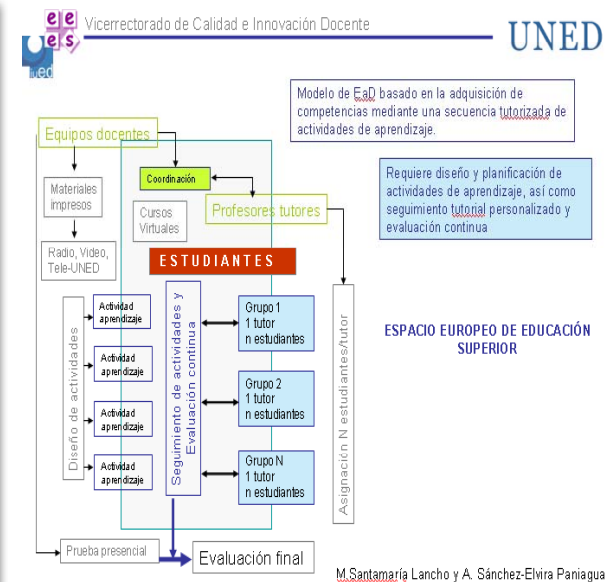 eees
uned
Vicerrectorado de Calidad e Innovación Docente
UNED
Modelo de EaD basado en la adquisición de
competencias mediante una secuencia tutorizada de
actividades de aprendizaje.
Equipos docentes
Coordinación
Materiales
impresos
Cursos
Virtuales
Profesores tutores
Requiere diseño y planificación de
actividades de aprendizaje, así como
seguimiento tutorial personalizado y
evaluación continua
Radio, Video,
Tele-UNED
ESTUDIANTES
Diseño de actividades
Actividad
aprendizaje
Actividad
aprendizaje
Actividad
aprendizaje
Actividad
aprendizaje
Seguimiento de actividades y
Evaluación continua
Grupo 1
1 tutor
n estudiantes
Grupo 2
1 tutor
n estudiantes
Grupo N
1 tutor
n estudiantes
Asignación N estudiantes/tutor
ESPACIO EUROPEO DE EDUCACIÓN
SUPERIOR
Prueba presencial
Evaluación final
M.Santamaría Lancho y A. Sánchez-Elvira Paniagua